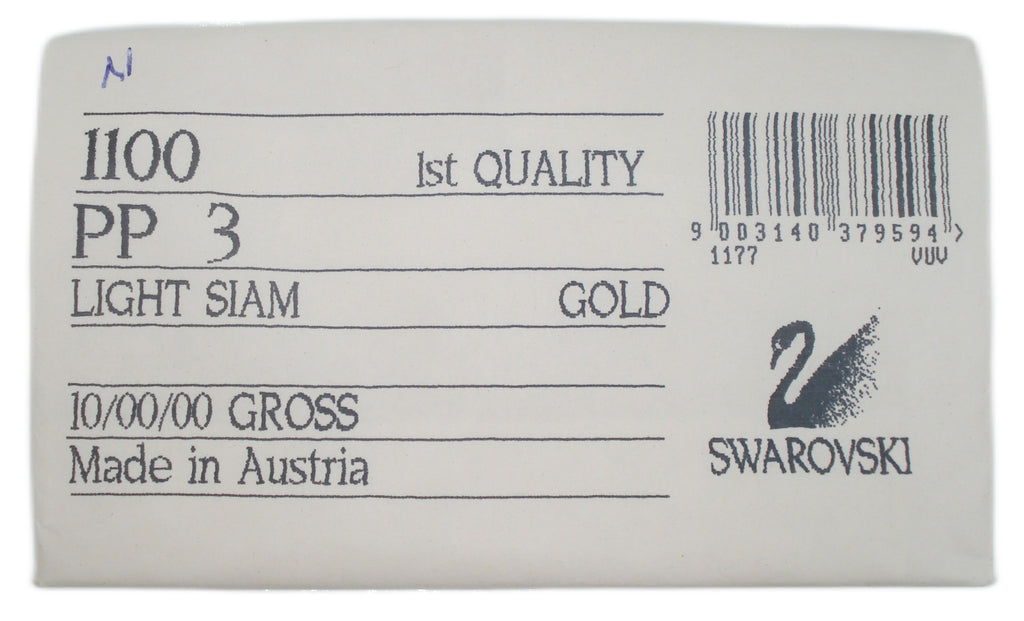 1100 1st QUALITY
PP 3
LIGHT SIAM GOLD
10/00/00 GROSS
Made in Austria
9 003140 379594 >
1177 VUV
SWAROVSKI